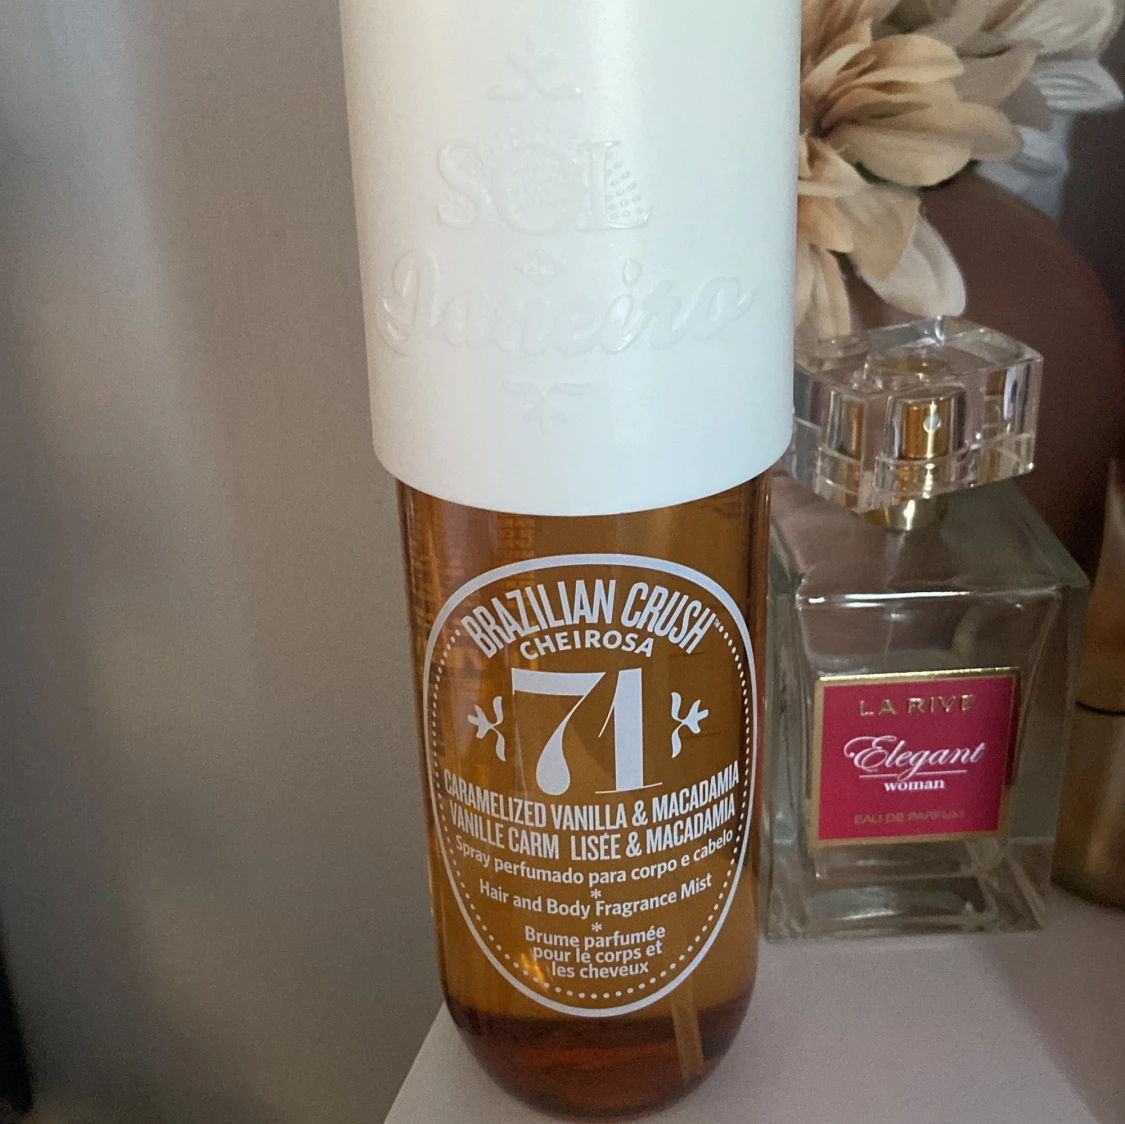 SOL
de
Janeiro
BRAZILIAN CRUSH™
CHEIROSA
71
CARAMELIZED VANILLA & MACADAMIA
VANILLE CARM LISÉE & MACADAMIA
Spray perfumado para corpo e cabelo
*
Hair and Body Fragrance Mist
*
Brume parfumée
pour le corps et
les cheveux
LA RIVE
Elegant
woman
EAU DE PARFUM